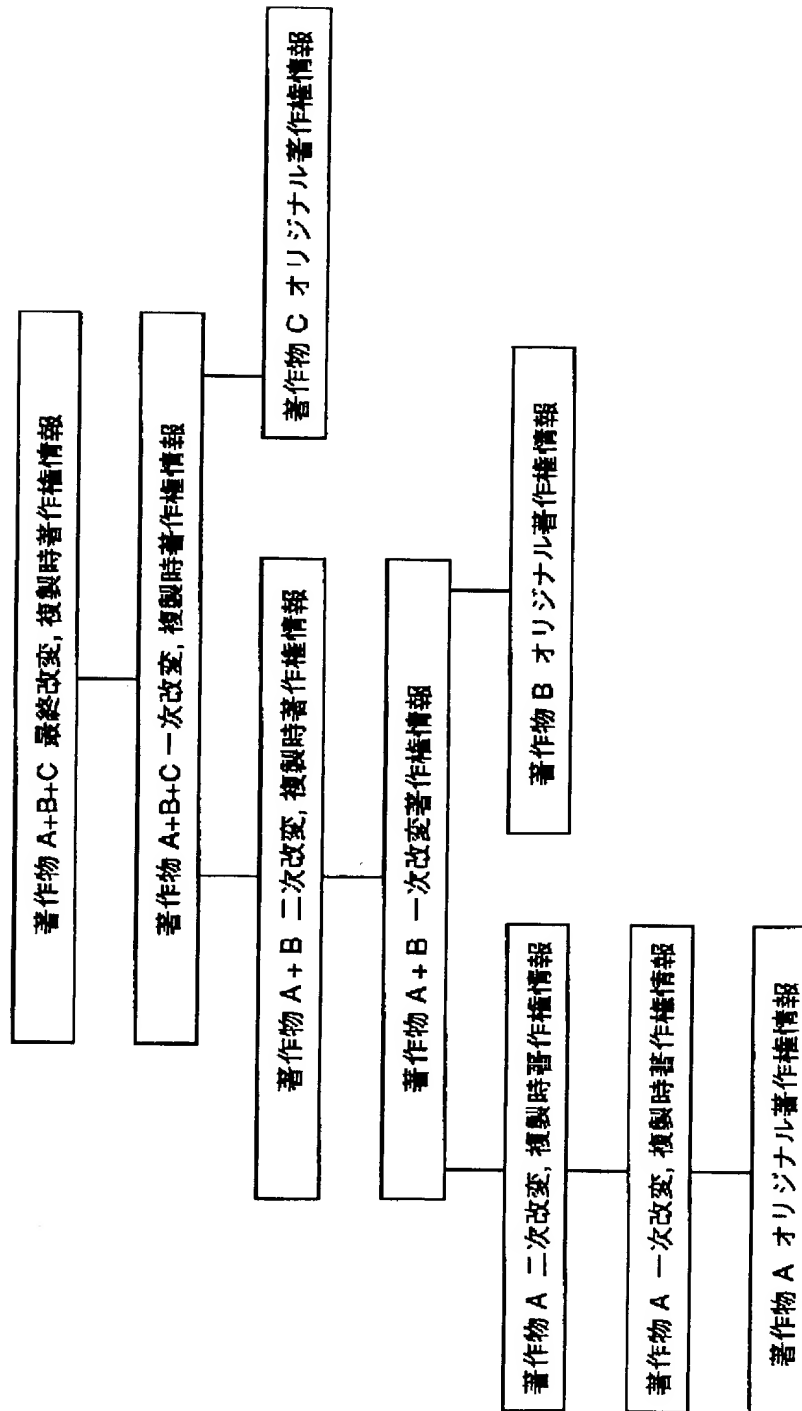 著作物 A+B+C 最終改変, 複製時著作権情報
著作物 A+B+C 一次改変, 複製時著作権情報
著作物 A+B 二次改変, 複製時著作権情報
著作物 C オリジナル著作権情報
著作物 A+B 一次改変著作権情報
著作物 A 二次改変, 複製時著作権情報
著作物 B オリジナル著作権情報
著作物 A 一次改変, 複製時著作権情報
著作物 A オリジナル著作権情報